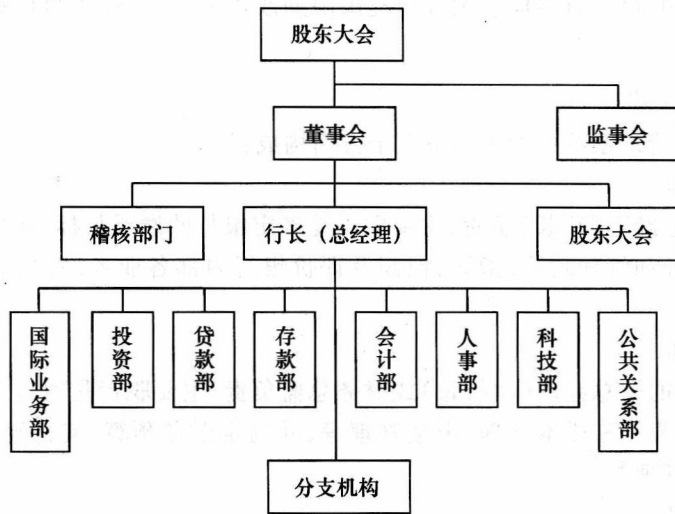 股东大会
董事会
监事会
稽核部门
行长（总经理）
股东大会
国际业务部
投资部
贷款部
存款部
会计部
人事部
科技部
公共关系部
分支机构